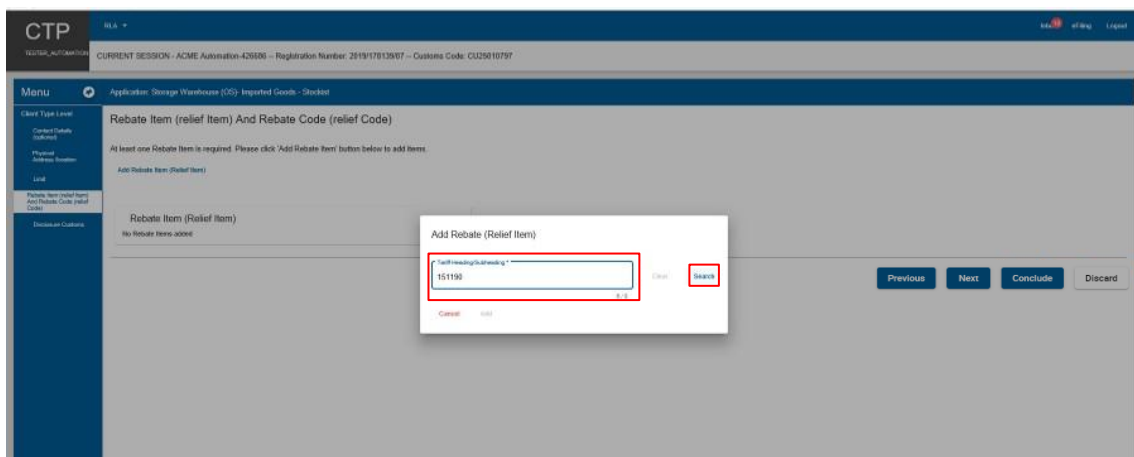 CTP
RLA
Info
eFiling
Logout
TESTER_AUTOMATION
CURRENT SESSION - ACME Automation-426686 -- Registration Number: 2019/178139/07 -- Customs Code: CU25010797
Menu
Application: Storage Warehouse (OS)- Imported Goods - Stockist
Client Type Level
Contact Details
(optional)
Physical
Address location
Limit
Rebate Item (relief Item)
And Rebate Code (relief
Code)
Disclosure Customs
Rebate Item (relief Item) And Rebate Code (relief Code)
At least one Rebate Item is required. Please click 'Add Rebate Item' button below to add items.
Add Rebate Item (Relief Item)
Rebate Item (Relief Item)
No Rebate Items added
Add Rebate (Relief Item)
Tariff Heading/Subheading *
151190
Clear
Search
Cancel
Add
Previous
Next
Conclude
Discard